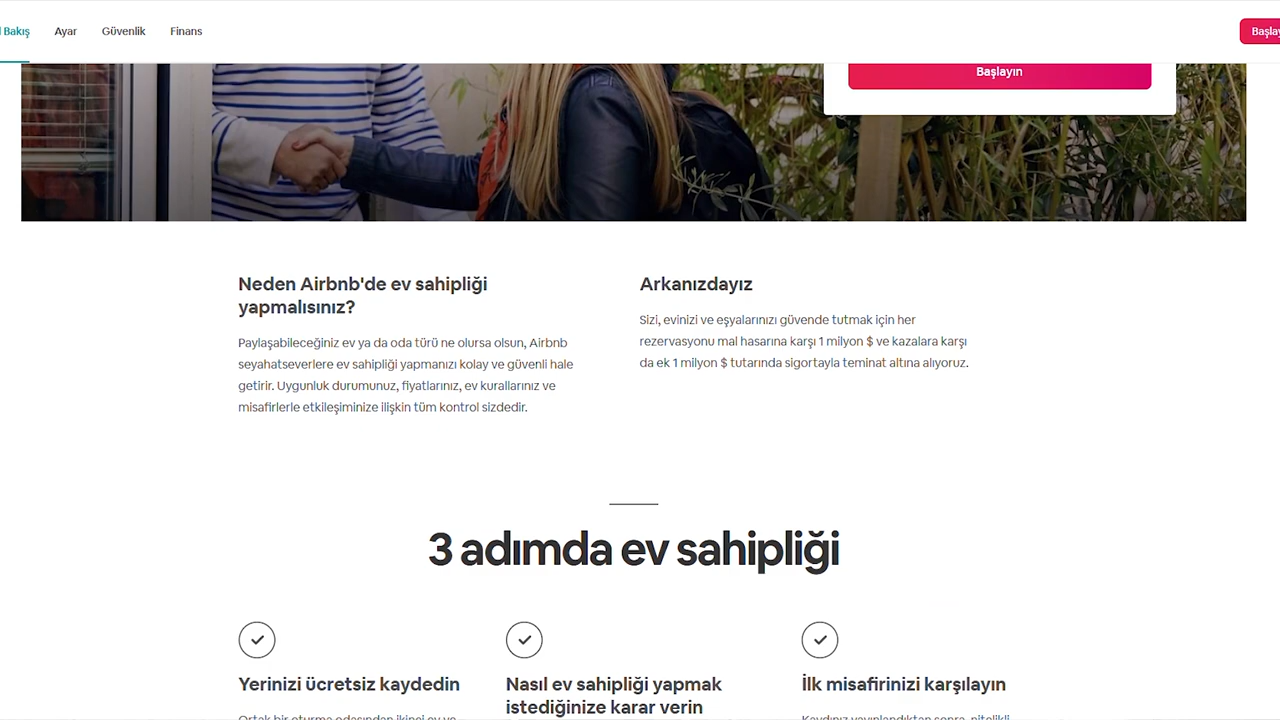 Bakış Ayar Güvenlik Finans
Başlayın
Neden Airbnb'de ev sahipliği
yapmalısınız?
Paylaşabileceğiniz ev ya da oda türü ne olursa olsun, Airbnb
seyahatseverlere ev sahipliği yapmanızı kolay ve güvenli hale
getirir. Uygunluk durumunuz, fiyatlarınız, ev kurallarınız ve
misafirlerle etkileşiminize ilişkin tüm kontrol sizdedir.
Arkanızdayız
Sizi, evinizi ve eşyalarınızı güvende tutmak için her
rezervasyonu mal hasarına karşı 1 milyon $ ve kazalara karşı
da ek 1 milyon $ tutarında sigortayla teminat altına alıyoruz.
3 adımda ev sahipliği
Yerinizi ücretsiz kaydedin
Nasıl ev sahipliği yapmak
istediğinize karar verin
İlk misafirinizi karşılayın